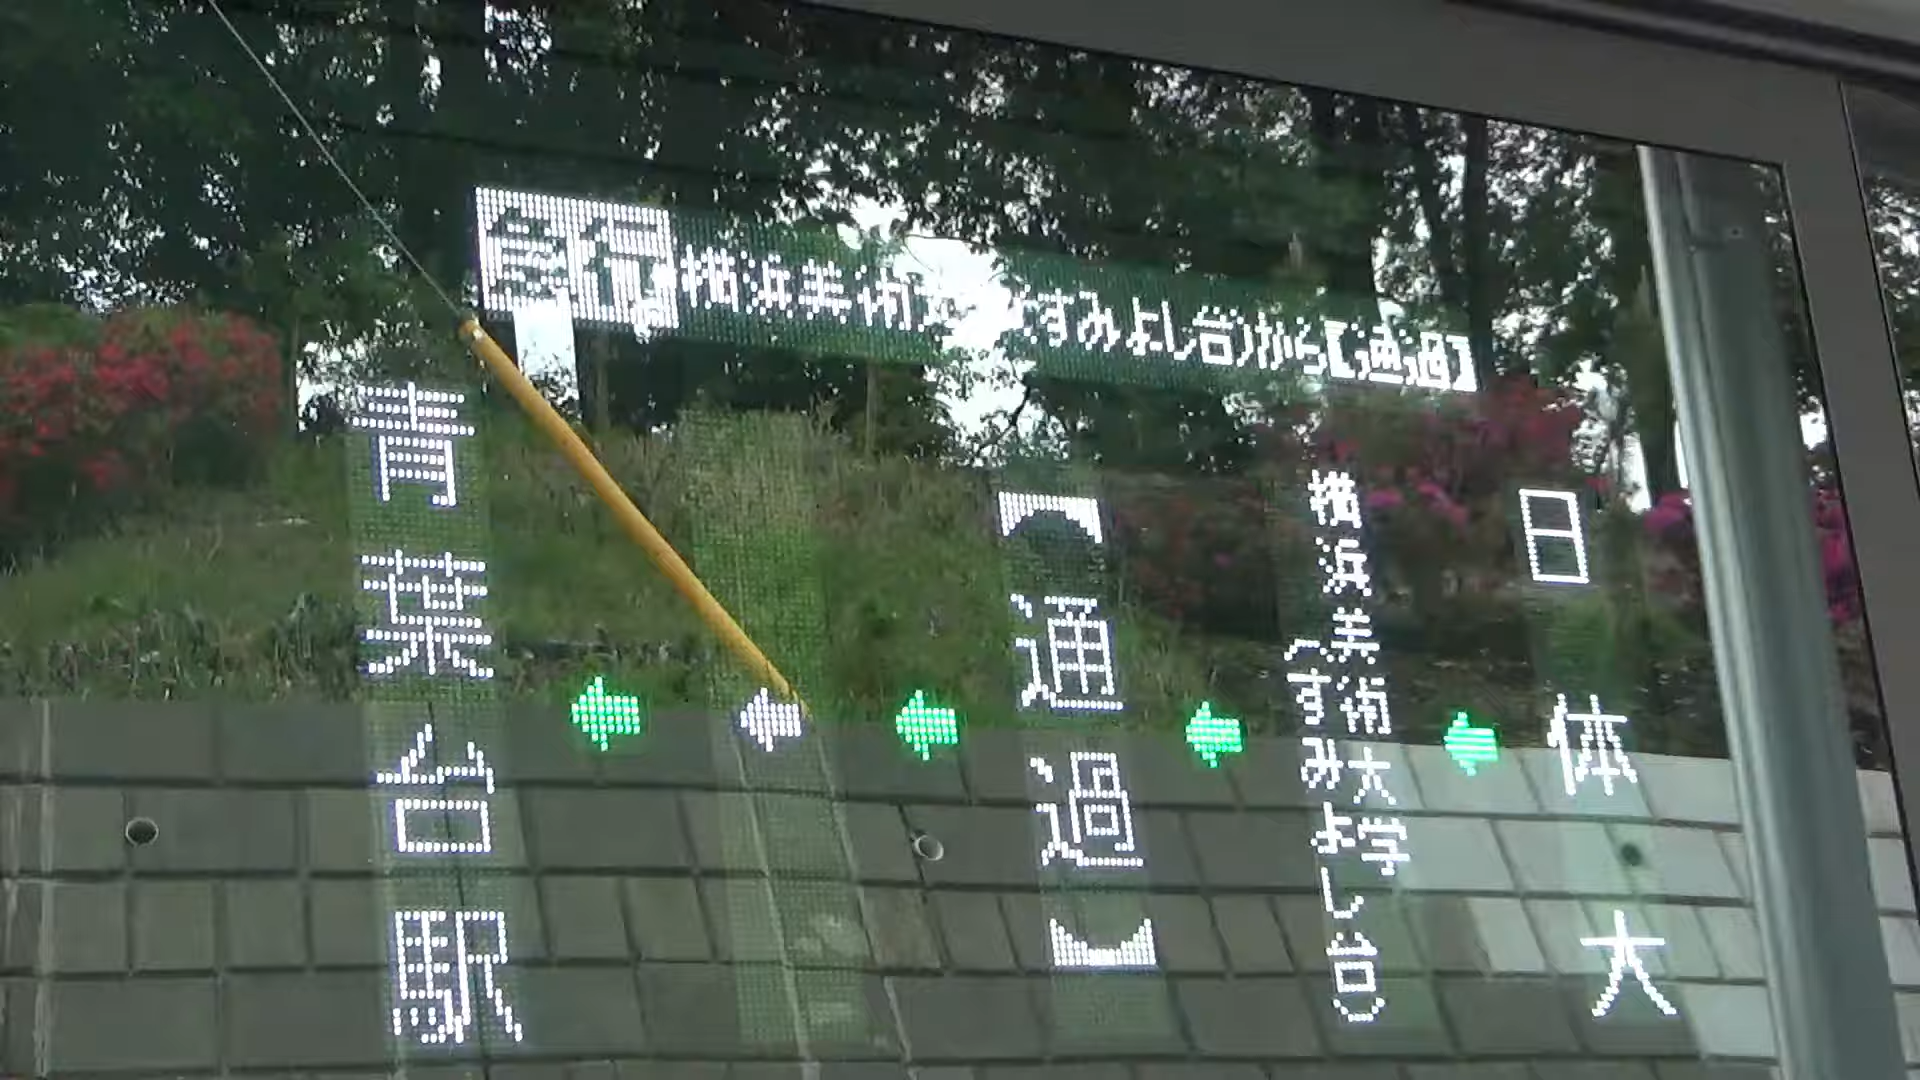 急行 横浜美術 すみよし台)から【通過】
日体大
横浜美術大学
(すみよし台)
【通過】
青葉台駅